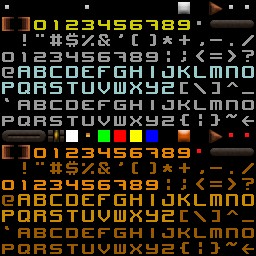 0123456789·
!"#$%&'()*+,-./
0123456789:;<=>?
@ABCDEFGHIJKLMNO
PQRSTUVWXYZ[\]^_
`ABCDEFGHIJKLMNO
PQRSTUVWXYZ{¦}~←
0123456789·
!"#$%&'()*+,-./
0123456789:;<=>?
@ABCDEFGHIJKLMNO
PQRSTUVWXYZ[\]^_
`ABCDEFGHIJKLMNO
PQRSTUVWXYZ{¦}~←